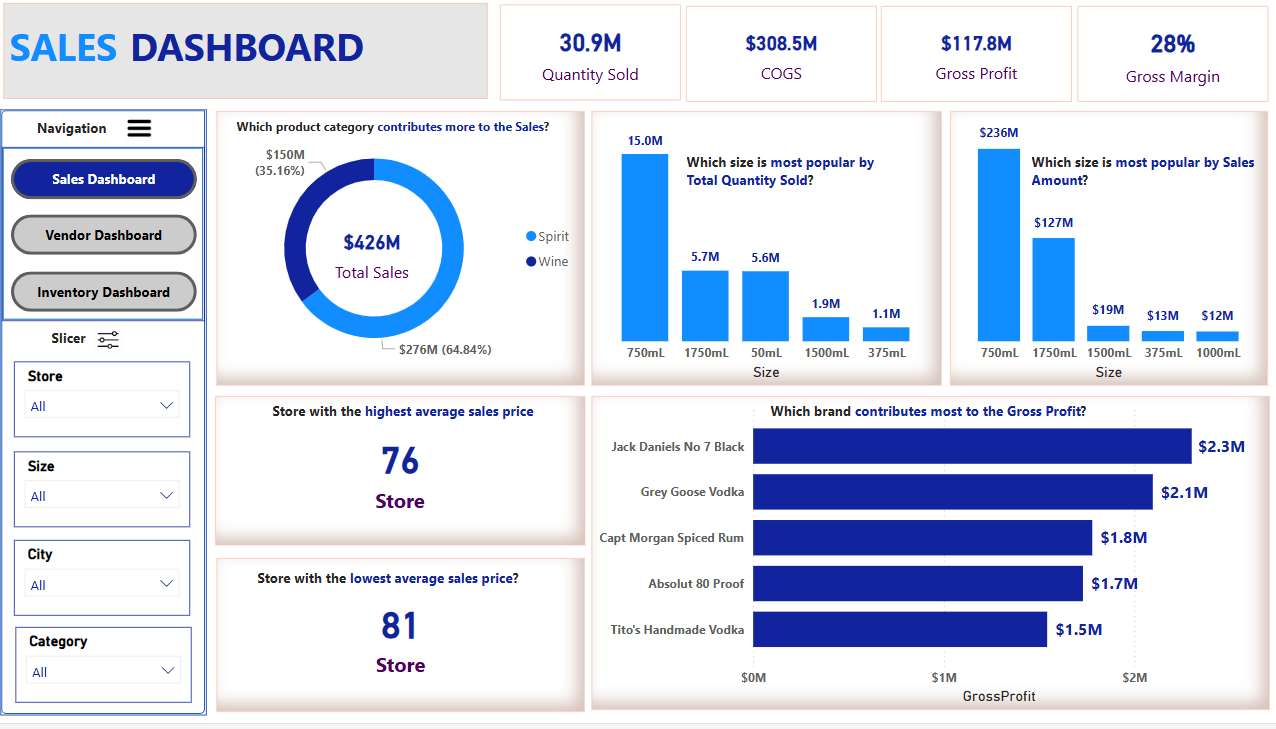 SALES DASHBOARD
30.9M
Quantity Sold
$308.5M
COGS
$117.8M
Gross Profit
28%
Gross Margin
Navigation
Sales Dashboard
Vendor Dashboard
Inventory Dashboard
Slicer
Store
All
Size
All
City
All
Category
All
Which product category contributes more to the Sales?
$150M
(35.16%)
$426M
Total Sales
$276M (64.84%)
Spirit
Wine
Which size is most popular by
Total Quantity Sold?
15.0M
5.7M
5.6M
1.9M
1.1M
750mL
1750mL
50mL
1500mL
375mL
Size
Which size is most popular by Sales
Amount?
$236M
$127M
$19M
$13M
$12M
750mL
1750mL
1500mL
375mL
1000mL
Size
Store with the highest average sales price
76
Store
Store with the lowest average sales price?
81
Store
Which brand contributes most to the Gross Profit?
Jack Daniels No 7 Black
$2.3M
Grey Goose Vodka
$2.1M
Capt Morgan Spiced Rum
$1.8M
Absolut 80 Proof
$1.7M
Tito's Handmade Vodka
$1.5M
$0M
$1M
$2M
GrossProfit